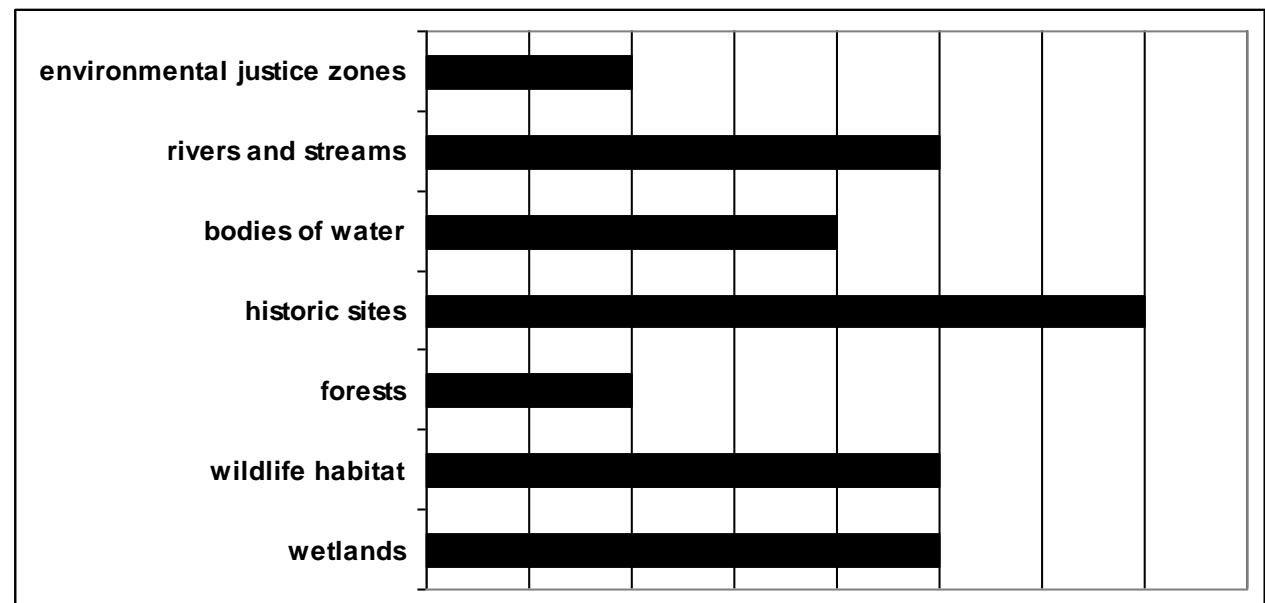 environmental justice zones
rivers and streams
bodies of water
historic sites
forests
wildlife habitat
wetlands